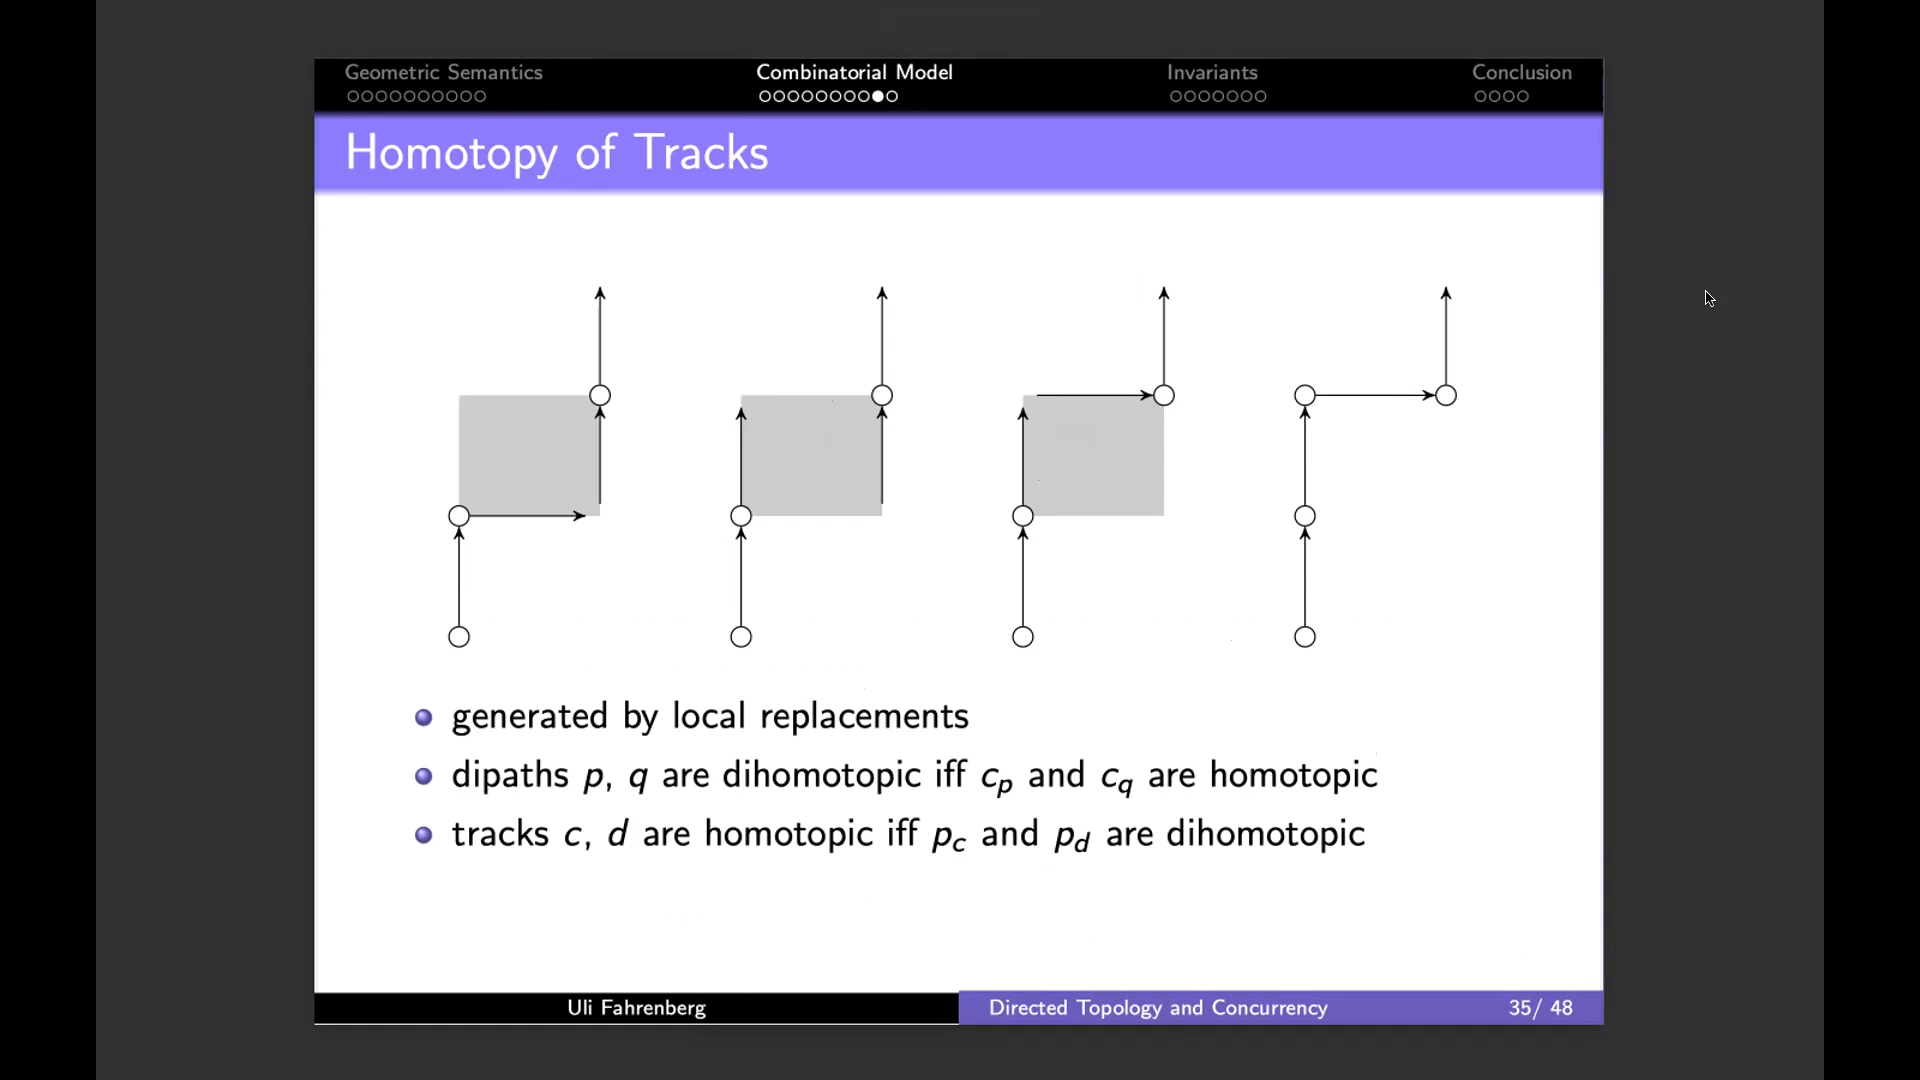 Geometric Semantics
Combinatorial Model
Invariants
Conclusion
Homotopy of Tracks
generated by local replacements
dipaths p, q are dihomotopic iff c_p and c_q are homotopic
tracks c, d are homotopic iff p_c and p_d are dihomotopic
Uli Fahrenberg
Directed Topology and Concurrency
35/ 48